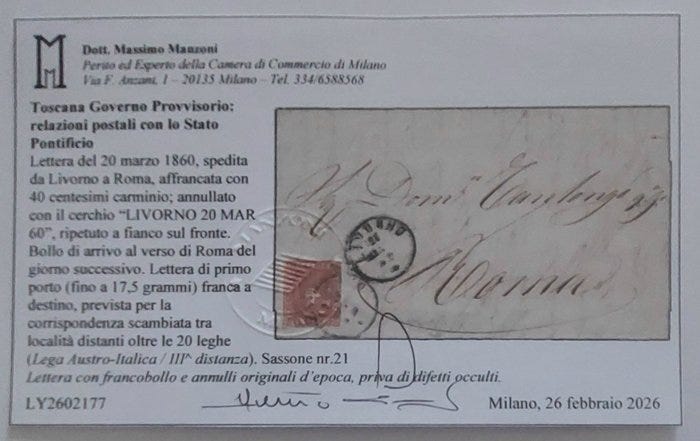 Dott. Massimo Manzoni
Perito ed Esperto della Camera di Commercio di Milano
Via F. Anzani, 1 – 20135 Milano – Tel. 334/6588568
Toscana Governo Provvisorio:
relazioni postali con lo Stato
Pontificio
Lettera del 20 marzo 1860, spedita
da Livorno a Roma, affrancata con
40 centesimi carminio; annullato
con il cerchio “LIVORNO 20 MAR
60”, ripetuto a fianco sul fronte.
Bollo di arrivo al verso di Roma del
giorno successivo. Lettera di primo
porto (fino a 17,5 grammi) franca a
destino, prevista per la
corrispondenza scambiata tra
località distanti oltre le 20 leghe
(Lega Austro-Italica / III^ distanza). Sassone nr.21
Lettera con francobollo e annulli originali d'epoca, priva di difetti occulti.
LY2602177
Milano, 26 febbraio 2026
LIVORNO
Roma